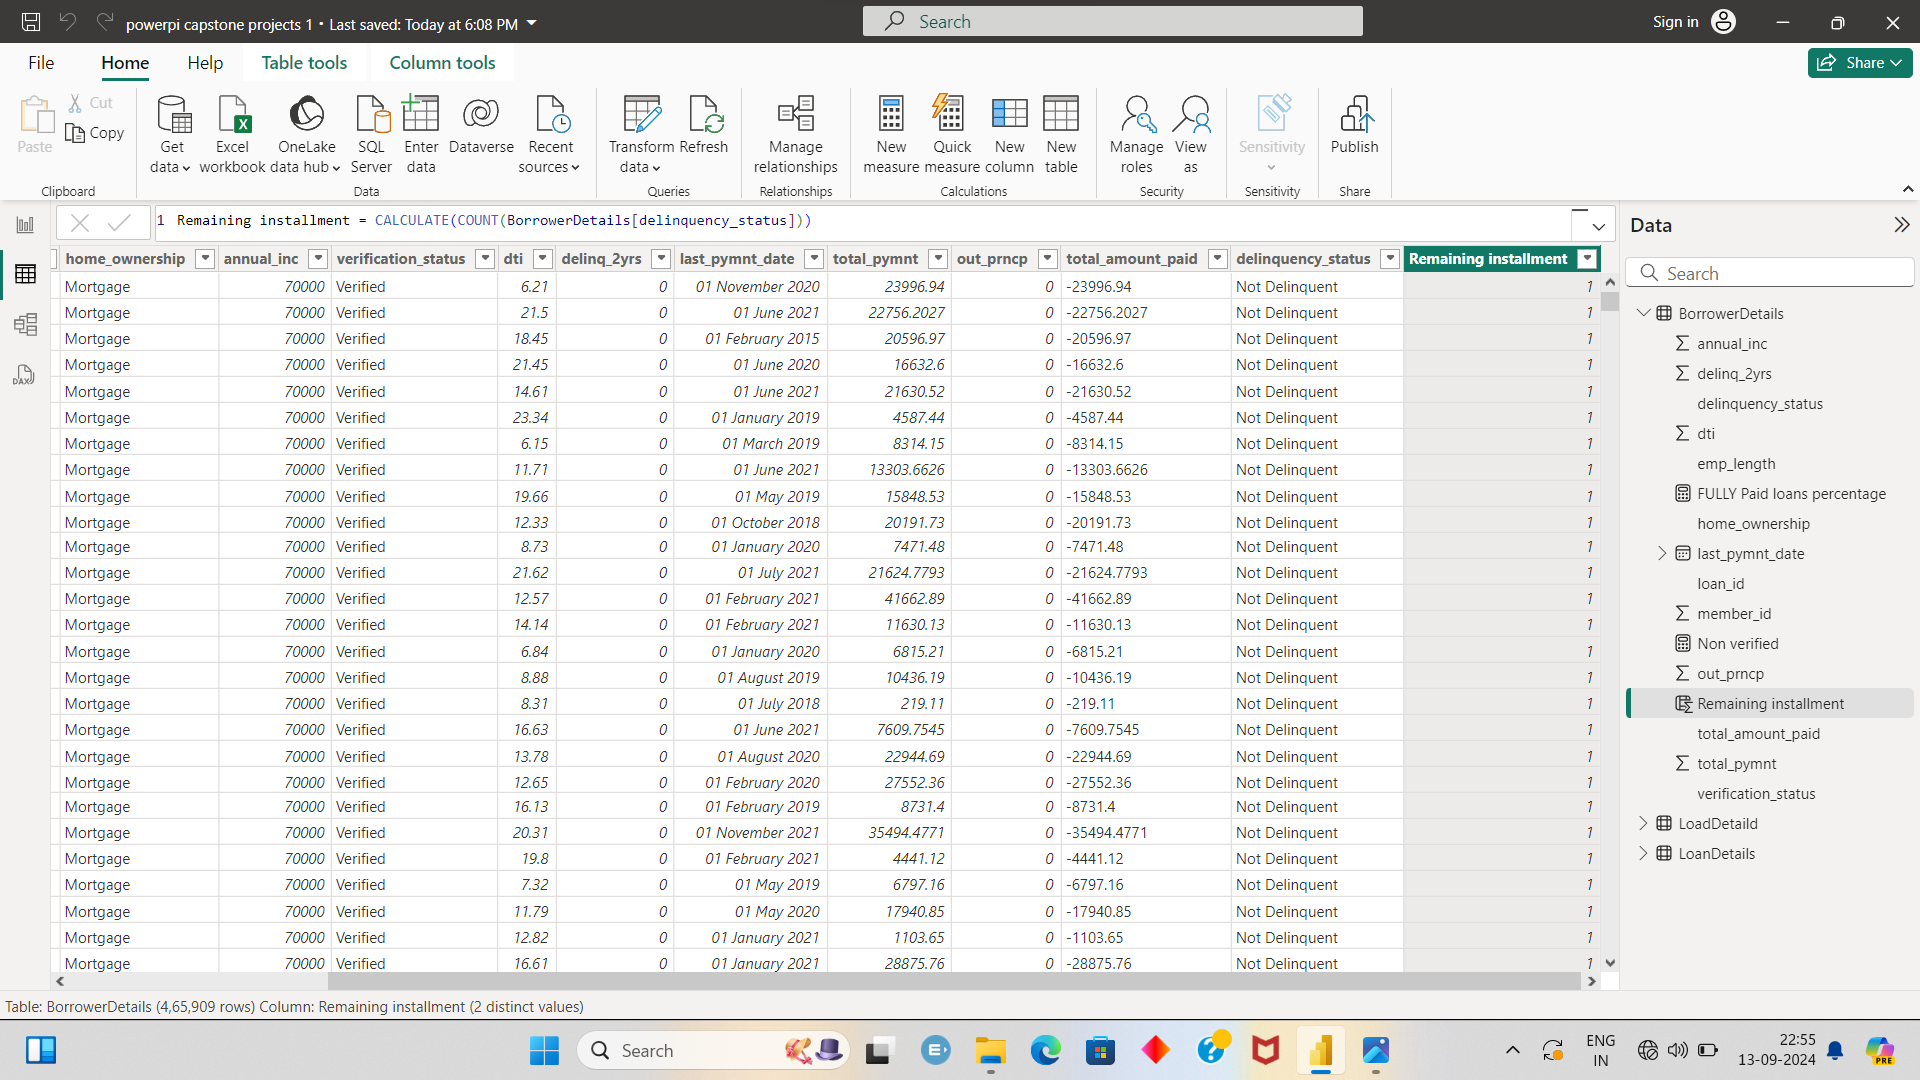 powerpi capstone projects 1 • Last saved: Today at 6:08 PM
Search
Sign in
File Home Help Table tools Column tools
Share
Paste
Cut
Copy
Clipboard
Get data
Excel workbook
OneLake data hub
SQL Server
Enter data
Dataverse
Recent sources
Data
Transform data
Refresh
Queries
Manage relationships
Relationships
New measure
Quick measure
New column
New table
Calculations
Manage roles
View as
Security
Sensitivity
Sensitivity
Publish
Share
1 Remaining installment = CALCULATE(COUNT(BorrowerDetails[delinquency_status]))
home_ownership annual_inc verification_status dti delinq_2yrs last_pymnt_date total_pymnt out_prncp total_amount_paid delinquency_status Remaining installment
Mortgage 70000 Verified 6.21 0 01 November 2020 23996.94 0 -23996.94 Not Delinquent 1
Mortgage 70000 Verified 21.5 0 01 June 2021 22756.2027 0 -22756.2027 Not Delinquent 1
Mortgage 70000 Verified 18.45 0 01 February 2015 20596.97 0 -20596.97 Not Delinquent 1
Mortgage 70000 Verified 21.45 0 01 June 2020 16632.6 0 -16632.6 Not Delinquent 1
Mortgage 70000 Verified 14.61 0 01 June 2021 21630.52 0 -21630.52 Not Delinquent 1
Mortgage 70000 Verified 23.34 0 01 January 2019 4587.44 0 -4587.44 Not Delinquent 1
Mortgage 70000 Verified 6.15 0 01 March 2019 8314.15 0 -8314.15 Not Delinquent 1
Mortgage 70000 Verified 11.71 0 01 June 2021 13303.6626 0 -13303.6626 Not Delinquent 1
Mortgage 70000 Verified 19.66 0 01 May 2019 15848.53 0 -15848.53 Not Delinquent 1
Mortgage 70000 Verified 12.33 0 01 October 2018 20191.73 0 -20191.73 Not Delinquent 1
Mortgage 70000 Verified 8.73 0 01 January 2020 7471.48 0 -7471.48 Not Delinquent 1
Mortgage 70000 Verified 21.62 0 01 July 2021 21624.7793 0 -21624.7793 Not Delinquent 1
Mortgage 70000 Verified 12.57 0 01 February 2021 41662.89 0 -41662.89 Not Delinquent 1
Mortgage 70000 Verified 14.14 0 01 February 2021 11630.13 0 -11630.13 Not Delinquent 1
Mortgage 70000 Verified 6.84 0 01 January 2020 6815.21 0 -6815.21 Not Delinquent 1
Mortgage 70000 Verified 8.88 0 01 August 2019 10436.19 0 -10436.19 Not Delinquent 1
Mortgage 70000 Verified 8.31 0 01 July 2018 219.11 0 -219.11 Not Delinquent 1
Mortgage 70000 Verified 16.63 0 01 June 2021 7609.7545 0 -7609.7545 Not Delinquent 1
Mortgage 70000 Verified 13.78 0 01 August 2020 22944.69 0 -22944.69 Not Delinquent 1
Mortgage 70000 Verified 12.65 0 01 February 2020 27552.36 0 -27552.36 Not Delinquent 1
Mortgage 70000 Verified 16.13 0 01 February 2019 8731.4 0 -8731.4 Not Delinquent 1
Mortgage 70000 Verified 20.31 0 01 November 2021 35494.4771 0 -35494.4771 Not Delinquent 1
Mortgage 70000 Verified 19.8 0 01 February 2021 4441.12 0 -4441.12 Not Delinquent 1
Mortgage 70000 Verified 7.32 0 01 May 2019 6797.16 0 -6797.16 Not Delinquent 1
Mortgage 70000 Verified 11.79 0 01 May 2020 17940.85 0 -17940.85 Not Delinquent 1
Mortgage 70000 Verified 12.82 0 01 January 2021 1103.65 0 -1103.65 Not Delinquent 1
Mortgage 70000 Verified 16.61 0 01 January 2021 28875.76 0 -28875.76 Not Delinquent 1
Data
Search
BorrowerDetails
annual_inc
delinq_2yrs
delinquency_status
dti
emp_length
FULLY Paid loans percentage
home_ownership
last_pymnt_date
loan_id
member_id
Non verified
out_prncp
Remaining installment
total_amount_paid
total_pymnt
verification_status
LoadDetaild
LoanDetails
DAX
Table: BorrowerDetails (4,65,909 rows) Column: Remaining installment (2 distinct values)
Search
ENG
IN
22:55
13-09-2024
PRE